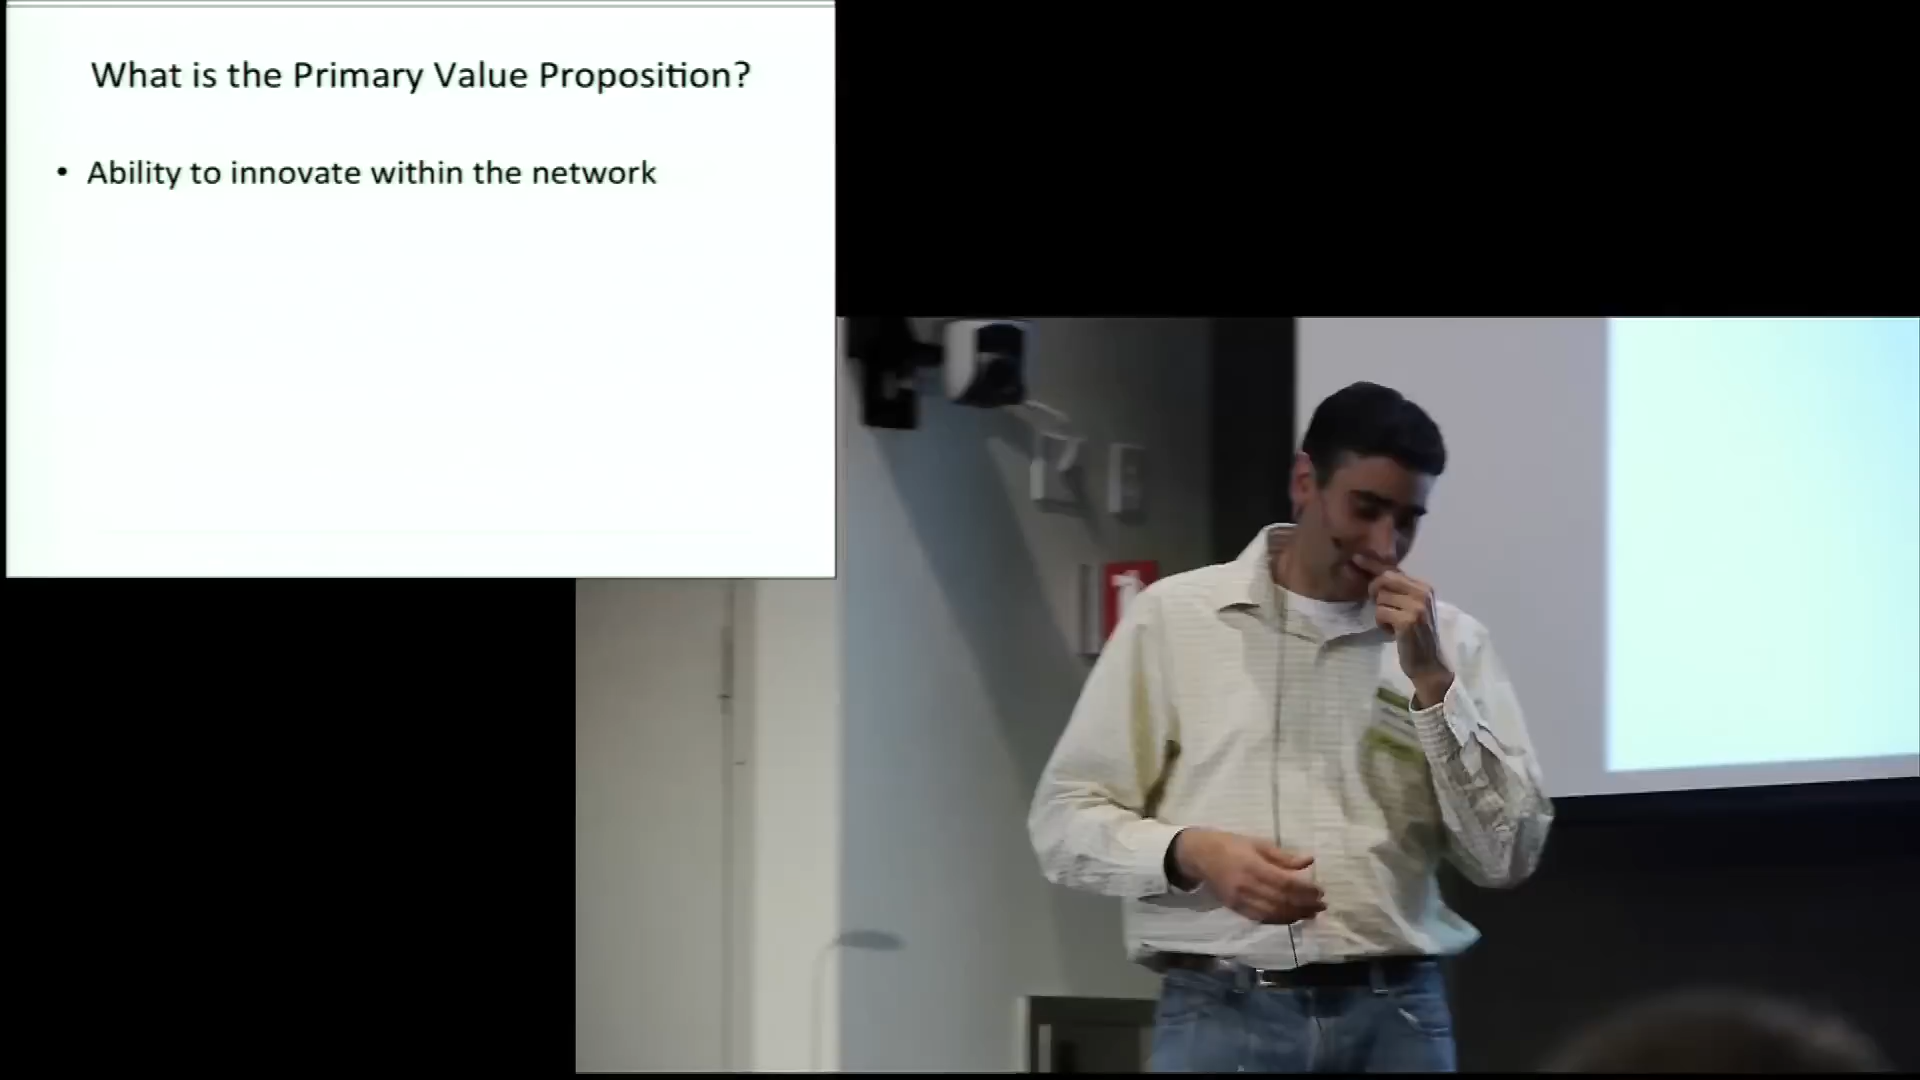 What is the Primary Value Proposition?
• Ability to innovate within the network